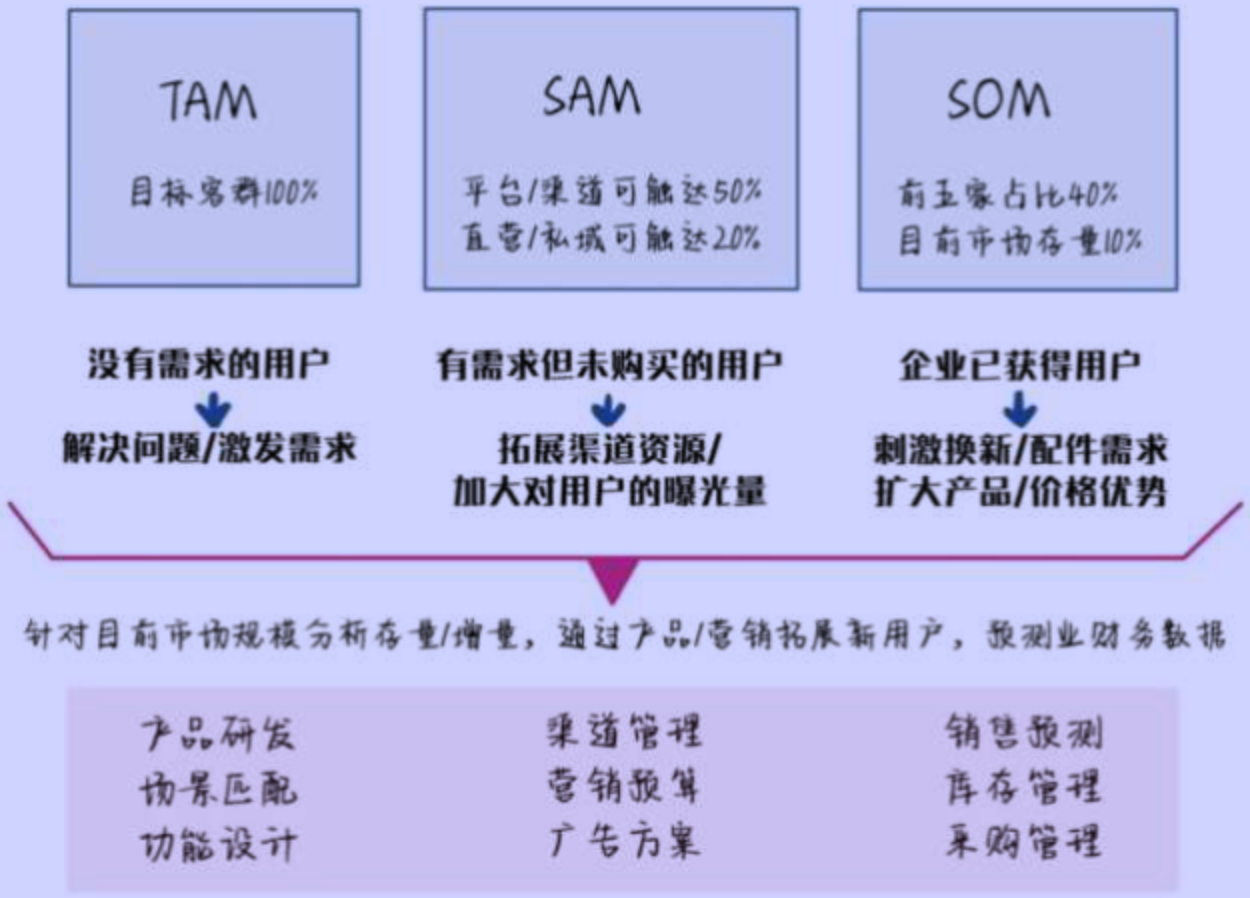 TAM
目标客群100%
SAM
平台/渠道可触达50%
直营/私域可触达20%
SOM
前五家占比40%
目前市场存量10%
没有需求的用户
解决问题/激发需求
有需求但未购买的用户
拓展渠道资源/
加大对用户的曝光量
企业已获得用户
刺激换新/配件需求
扩大产品/价格优势
针对目前市场规模分析存量/增量，通过产品/营销拓展新用户，预测业财务数据
产品研发
场景匹配
功能设计
渠道管理
营销预算
广告方案
销售预测
库存管理
采购管理